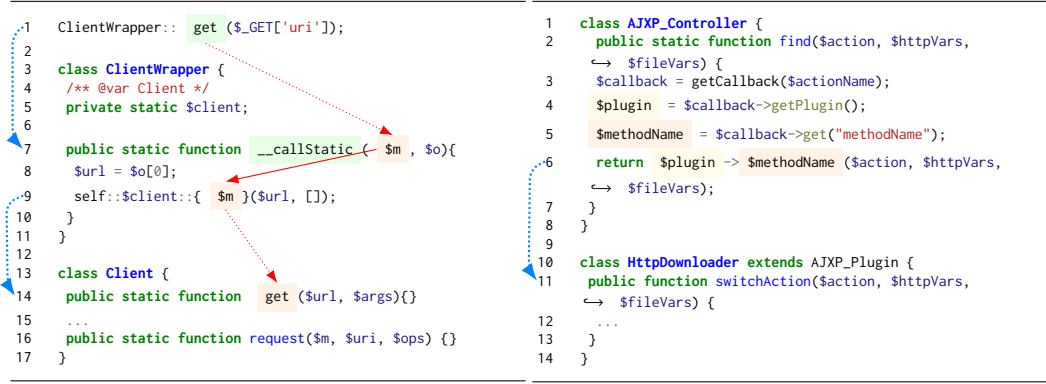 1 ClientWrapper:: get ($_GET['uri']);
2
3 class ClientWrapper {
4 /** @var Client */
5 private static $client;
6
7 public static function __callStatic ( $m , $o){
8 $url = $o[0];
9 self::$client::{ $m }($url, []);
10 }
11 }
12
13 class Client {
14 public static function get ($url, $args){}
15 ...
16 public static function request($m, $uri, $ops) {}
17 }
1 class AJXP_Controller {
2 public static function find($action, $httpVars,
↪ $fileVars) {
3 $callback = getCallback($actionName);
4 $plugin = $callback->getPlugin();
5 $methodName = $callback->get("methodName");
6 return $plugin -> $methodName ($action, $httpVars,
↪ $fileVars);
7 }
8 }
9
10 class HttpDownloader extends AJXP_Plugin {
11 public function switchAction($action, $httpVars,
↪ $fileVars) {
12 ...
13 }
14 }